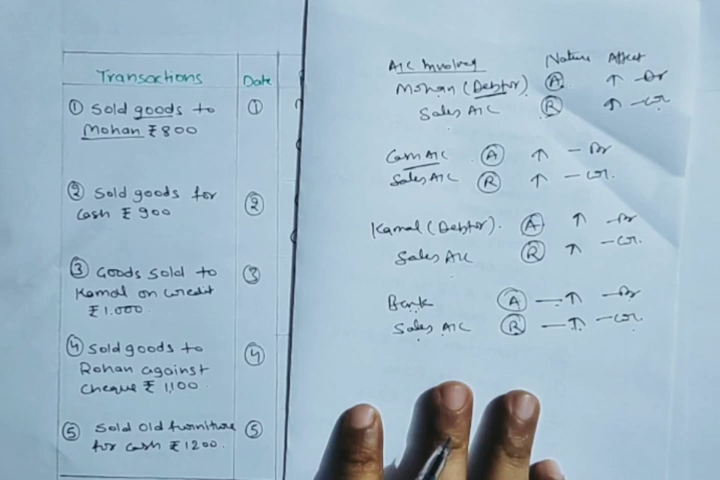 Transactions Date
① Sold goods to ①
Mohan ₹800
② Sold goods for ②
Cash ₹900
③ Goods sold to ③
Kamal on credit
₹1,000
④ Sold goods to ④
Rohan against
Cheque ₹1,100
⑤ Sold old furniture ⑤
for cash ₹1200.
A/C Involving Nature Affect
Mohan (Debtor) A ↑ - Dr
Sales A/C R ↑ - Cr.
Cash A/C A ↑ - Dr
Sales A/C R ↑ - Cr.
Kamal (Debtor). A ↑ - Dr
Sales A/C R ↑ - Cr.
Bank A — ↑ - Dr
Sales A/C R — ↑ - Cr.